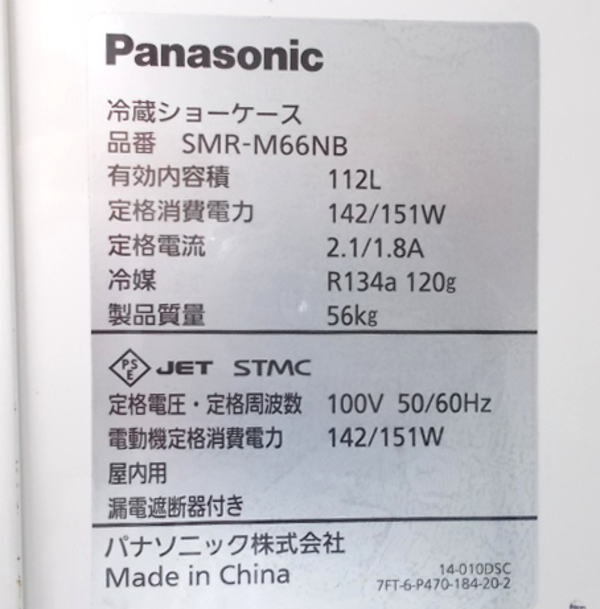 Panasonic
冷蔵ショーケース
品番 SMR-M66NB
有効内容積 112L
定格消費電力 142/151W
定格電流 2.1/1.8A
冷媒 R134a 120g
製品質量 56kg
PSE JET STMC
定格電圧・定格周波数 100V 50/60Hz
電動機定格消費電力 142/151W
屋内用
漏電遮断器付き
パナソニック株式会社
Made in China
14-010DSC
7FT-6-P470-184-20-2